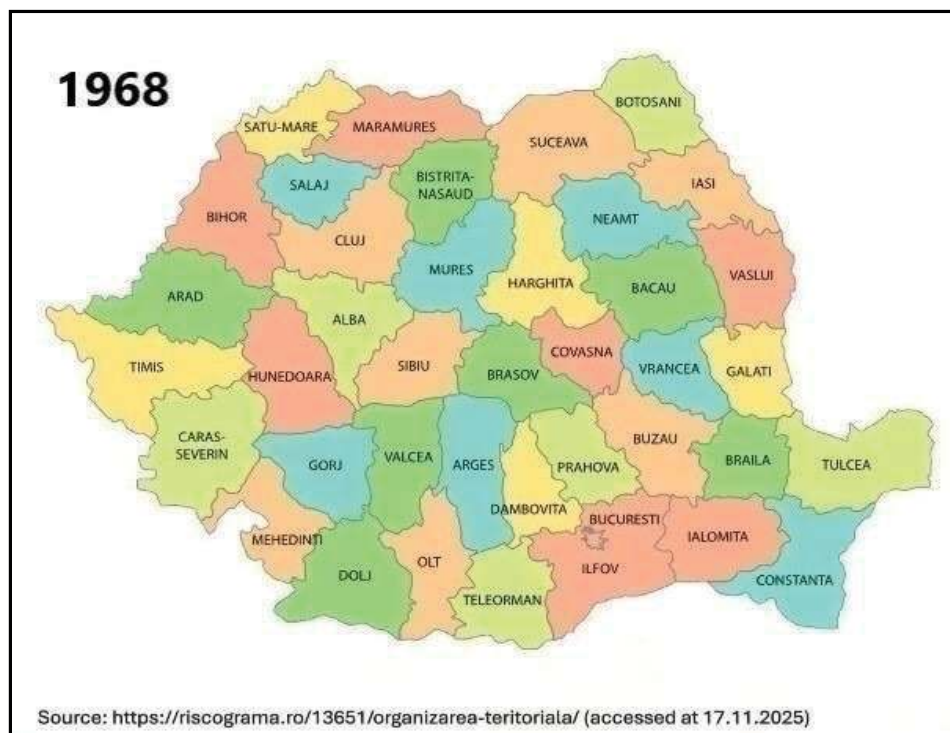 1968
BOTOSANI
SATU-MARE
MARAMURES
SUCEAVA
BISTRITA-
NASAUD
SALAJ
IASI
BIHOR
NEAMT
CLUJ
MURES
VASLUI
HARGHITA
BACAU
ARAD
ALBA
COVASNA
TIMIS
HUNEDOARA
SIBIU
BRASOV
VRANCEA
GALATI
CARAS-
SEVERIN
BUZAU
GORJ
VALCEA
ARGES
PRAHOVA
BRAILA
TULCEA
DAMBOVITA
BUCURESTI
MEHEDINTI
IALOMITA
DOLJ
OLT
ILFOV
CONSTANTA
TELEORMAN
Source: https://riscograma.ro/13651/organizarea-teritoriala/ (accessed at 17.11.2025)